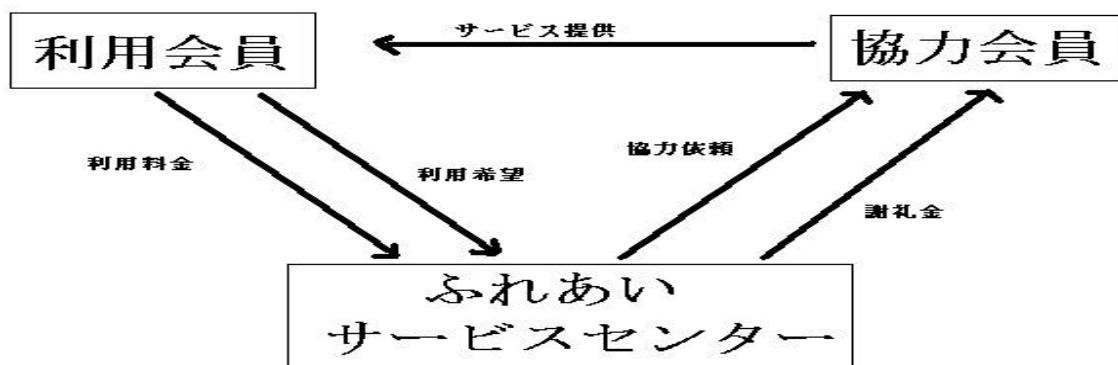 サービス提供
利用会員
協力会員
利用料金
利用希望
協力依頼
謝礼金
ふれあい
サービスセンター